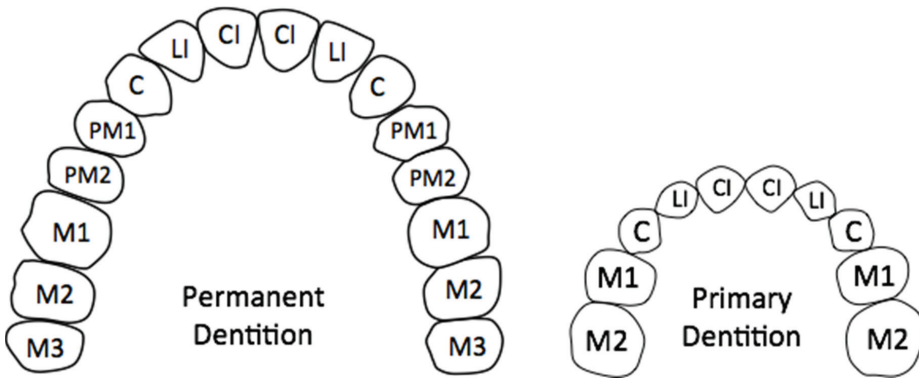 LI CI CI LI
C C
PM1 PM1
PM2 PM2
M1 M1
M2 M2
M3 M3
Permanent
Dentition
LI CI CI LI
C C
M1 M1
M2 M2
Primary
Dentition